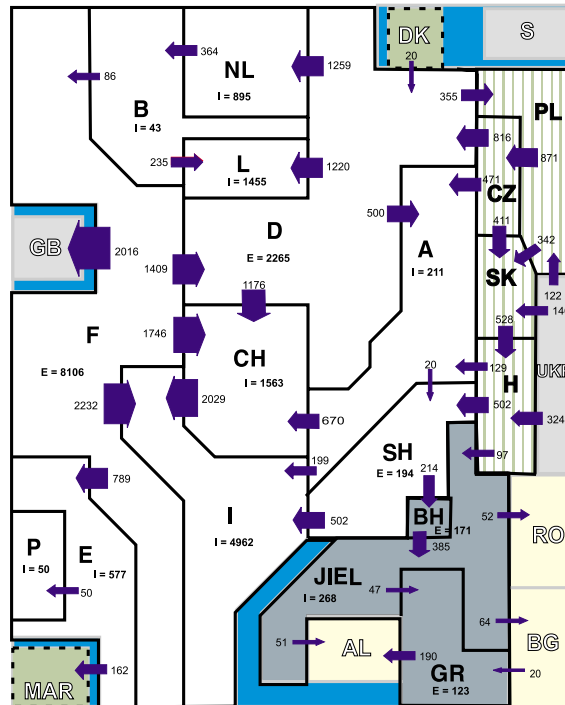 DK
S
20
364
NL
1259
I = 895
86
355
PL
B
I = 43
816
871
235
L
1220
I = 1455
471
CZ
500
411
D
E = 2265
A
I = 211
342
GB
2016
1409
SK
1176
122
146
1746
528
F
E = 8106
CH
I = 1563
UKR
20
129
H
2232
2029
502
324
670
SH
E = 194
97
199
214
789
I
I = 4962
502
BH
E = 171
52
RO
P
I = 50
E
I = 577
385
JIEL
I = 268
50
47
64
BG
51
AL
190
162
GR
E = 123
20
MAR